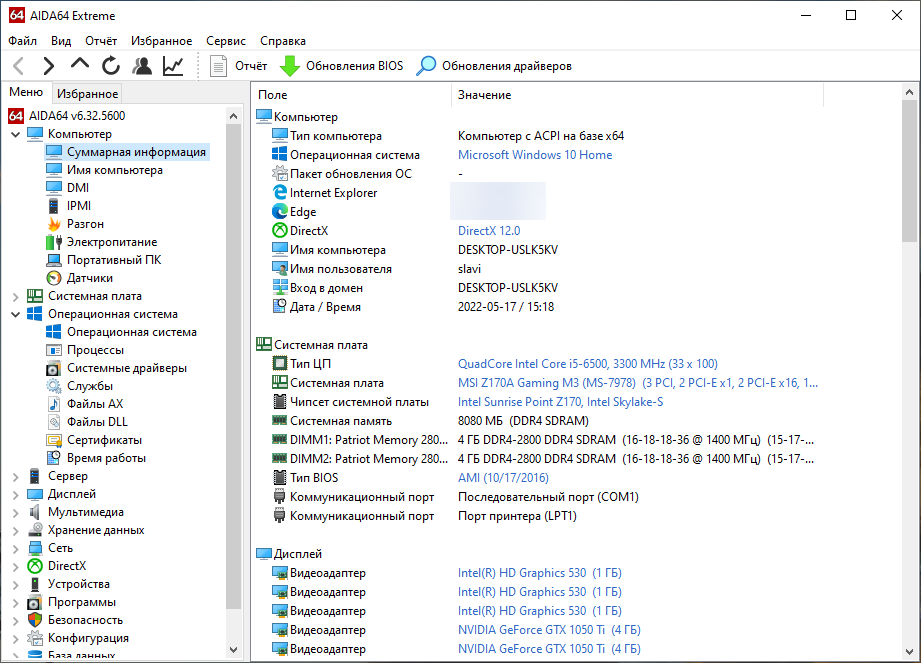 AIDA64 Extreme
Файл Вид Отчёт Избранное Сервис Справка
Отчёт Обновления BIOS Обновления драйверов
Меню Избранное
64 AIDA64 v6.32.5600
Компьютер
Суммарная информация
Имя компьютера
DMI
IPMI
Разгон
Электропитание
Портативный ПК
Датчики
Системная плата
Операционная система
Операционная система
Процессы
Системные драйверы
Службы
Файлы AX
Файлы DLL
Сертификаты
Время работы
Сервер
Дисплей
Мультимедиа
Хранение данных
Сеть
DirectX
Устройства
Программы
Безопасность
Конфигурация
База данных
Поле Значение
Компьютер
Тип компьютера Компьютер с ACPI на базе x64
Операционная система Microsoft Windows 10 Home
Пакет обновления ОС -
Internet Explorer
Edge
DirectX DirectX 12.0
Имя компьютера DESKTOP-USLK5KV
Имя пользователя slavi
Вход в домен DESKTOP-USLK5KV
Дата / Время 2022-05-17 / 15:18
Системная плата
Тип ЦП QuadCore Intel Core i5-6500, 3300 MHz (33 x 100)
Системная плата MSI Z170A Gaming M3 (MS-7978) (3 PCI, 2 PCI-E x1, 2 PCI-E x16, 1...
Чипсет системной платы Intel Sunrise Point Z170, Intel Skylake-S
Системная память 8080 МБ (DDR4 SDRAM)
DIMM1: Patriot Memory 280... 4 ГБ DDR4-2800 DDR4 SDRAM (16-18-18-36 @ 1400 МГц) (15-17-...
DIMM2: Patriot Memory 280... 4 ГБ DDR4-2800 DDR4 SDRAM (16-18-18-36 @ 1400 МГц) (15-17-...
Тип BIOS AMI (10/17/2016)
Коммуникационный порт Последовательный порт (COM1)
Коммуникационный порт Порт принтера (LPT1)
Дисплей
Видеоадаптер Intel(R) HD Graphics 530 (1 ГБ)
Видеоадаптер Intel(R) HD Graphics 530 (1 ГБ)
Видеоадаптер Intel(R) HD Graphics 530 (1 ГБ)
Видеоадаптер NVIDIA GeForce GTX 1050 Ti (4 ГБ)
Видеоадаптер NVIDIA GeForce GTX 1050 Ti (4 ГБ)